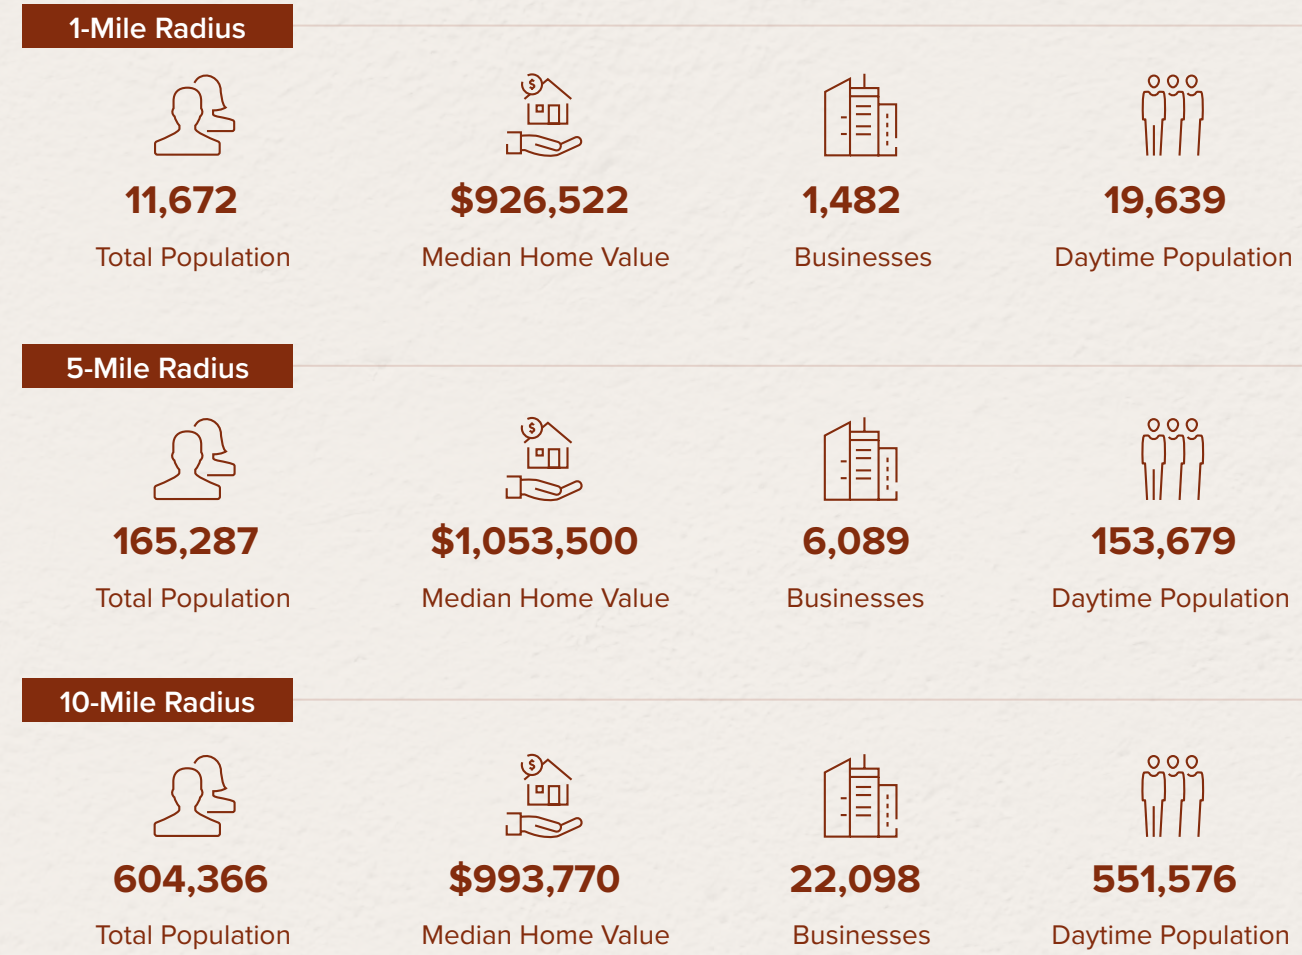 1-Mile Radius
11,672
$926,522
1,482
19,639
Total Population
Median Home Value
Businesses
Daytime Population
5-Mile Radius
165,287
$1,053,500
6,089
153,679
Total Population
Median Home Value
Businesses
Daytime Population
10-Mile Radius
604,366
$993,770
22,098
551,576
Total Population
Median Home Value
Businesses
Daytime Population